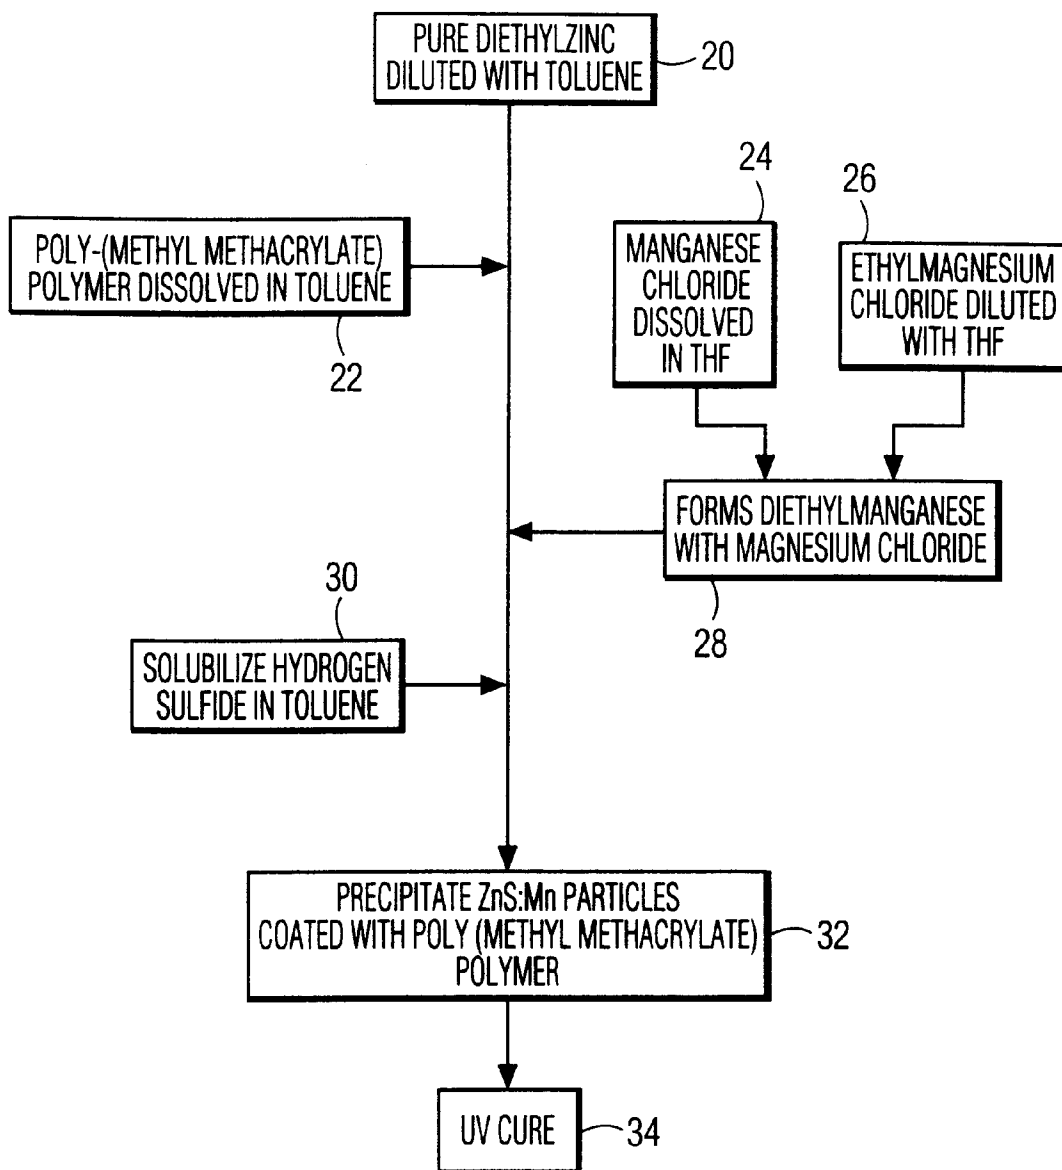 PURE DIETHYLZINC
DILUTED WITH TOLUENE
20
24
26
POLY-(METHYL METHACRYLATE)
POLYMER DISSOLVED IN TOLUENE
22
MANGANESE
CHLORIDE
DISSOLVED
IN THF
ETHYLMAGNESIUM
CHLORIDE DILUTED
WITH THF
FORMS DIETHYLMANGANESE
WITH MAGNESIUM CHLORIDE
28
30
SOLUBILIZE HYDROGEN
SULFIDE IN TOLUENE
PRECIPITATE ZnS:Mn PARTICLES
COATED WITH POLY (METHYL METHACRYLATE)
POLYMER
32
UV CURE
34